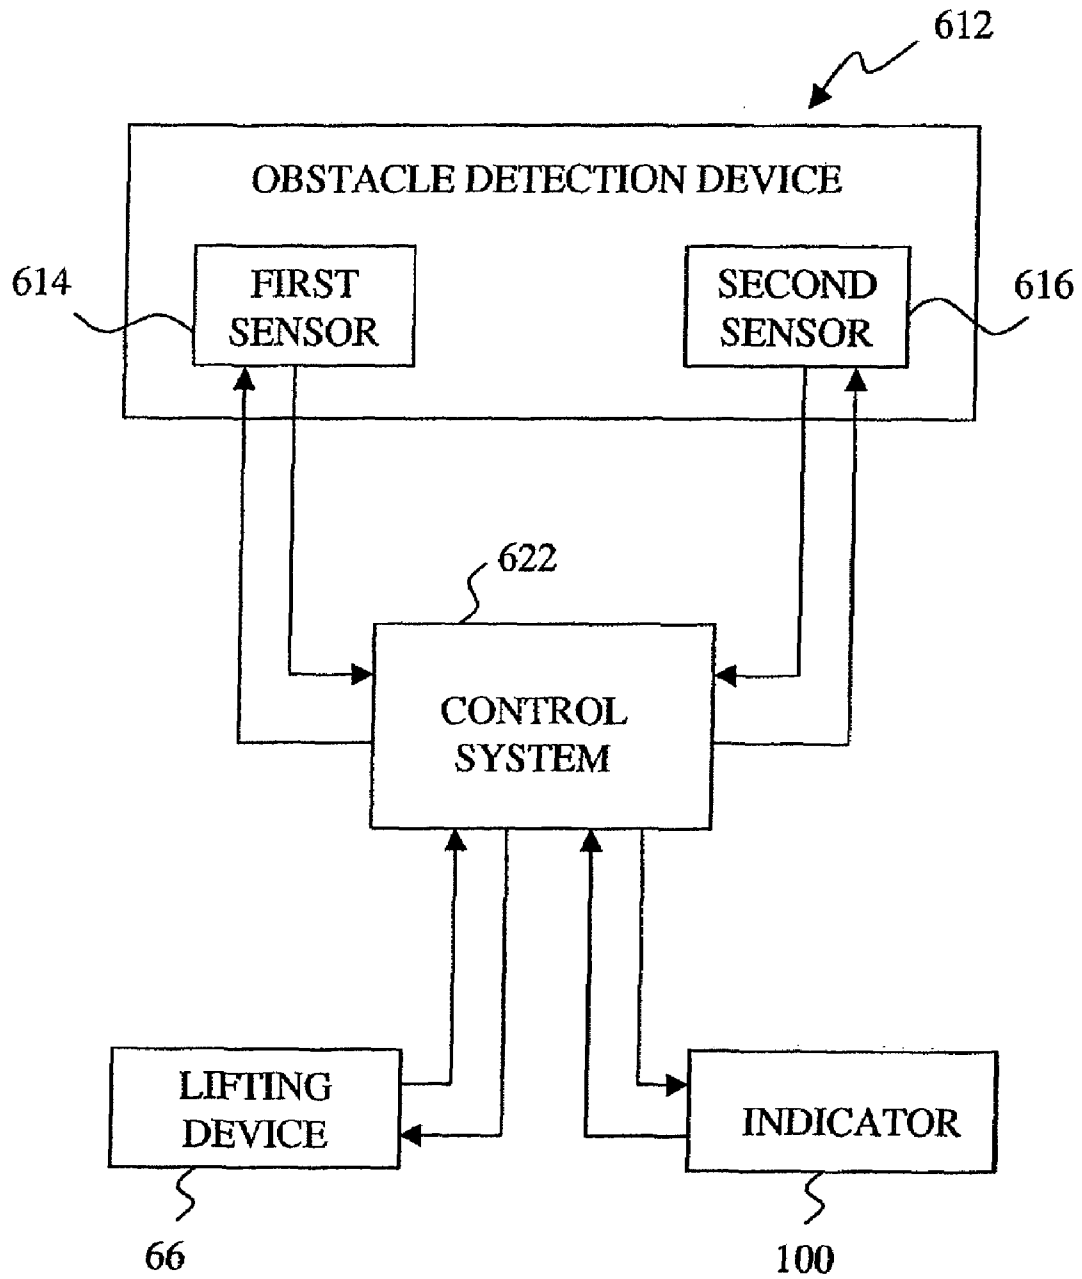 612
OBSTACLE DETECTION DEVICE
614
FIRST
SENSOR
SECOND
SENSOR
616
622
CONTROL
SYSTEM
LIFTING
DEVICE
INDICATOR
66
100